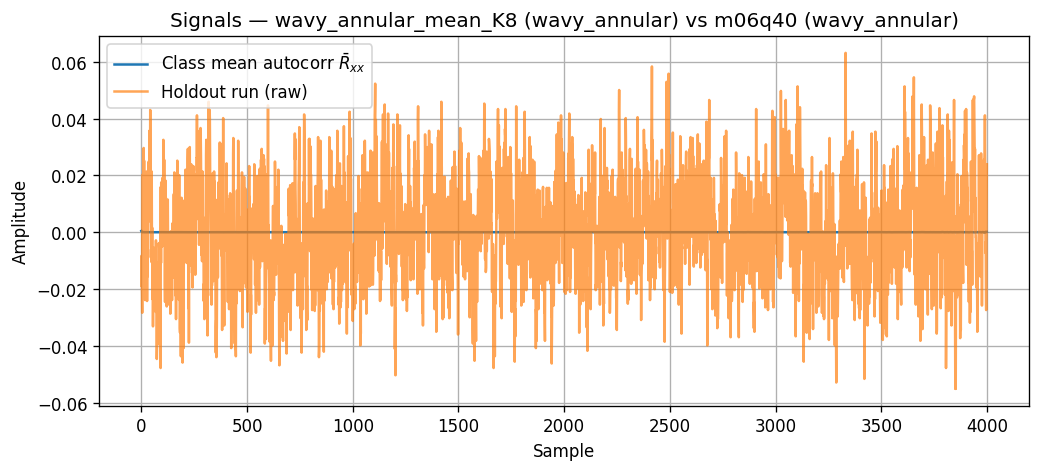 Signals — wavy_annular_mean_K8 (wavy_annular) vs m06q40 (wavy_annular)
Class mean autocorr R̄xx
Holdout run (raw)
Amplitude
0.06
0.04
0.02
0.00
−0.02
−0.04
−0.06
0 500 1000 1500 2000 2500 3000 3500 4000
Sample